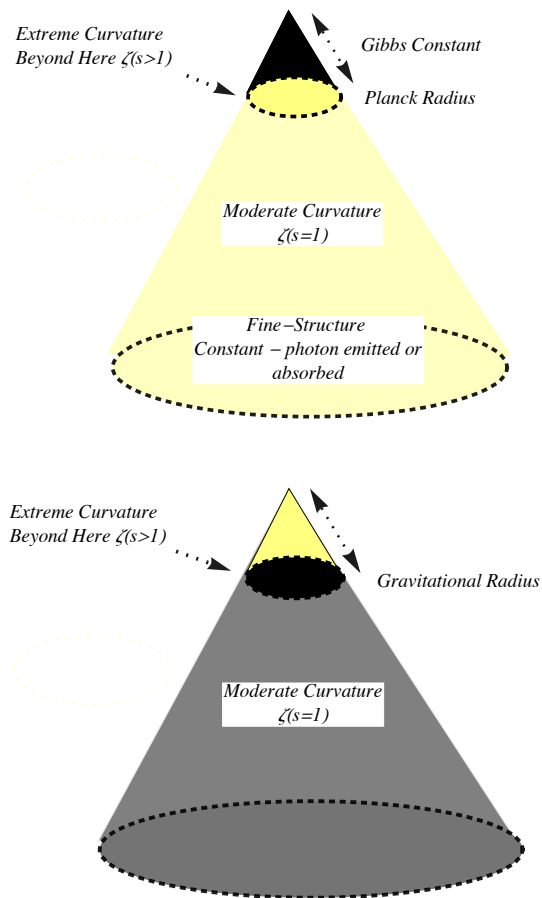 Extreme Curvature
Beyond Here ζ(s>1)
Gibbs Constant
Planck Radius
Moderate Curvature
ζ(s=1)
Fine−Structure
Constant − photon emitted or
absorbed
Extreme Curvature
Beyond Here ζ(s>1)
Gravitational Radius
Moderate Curvature
ζ(s=1)